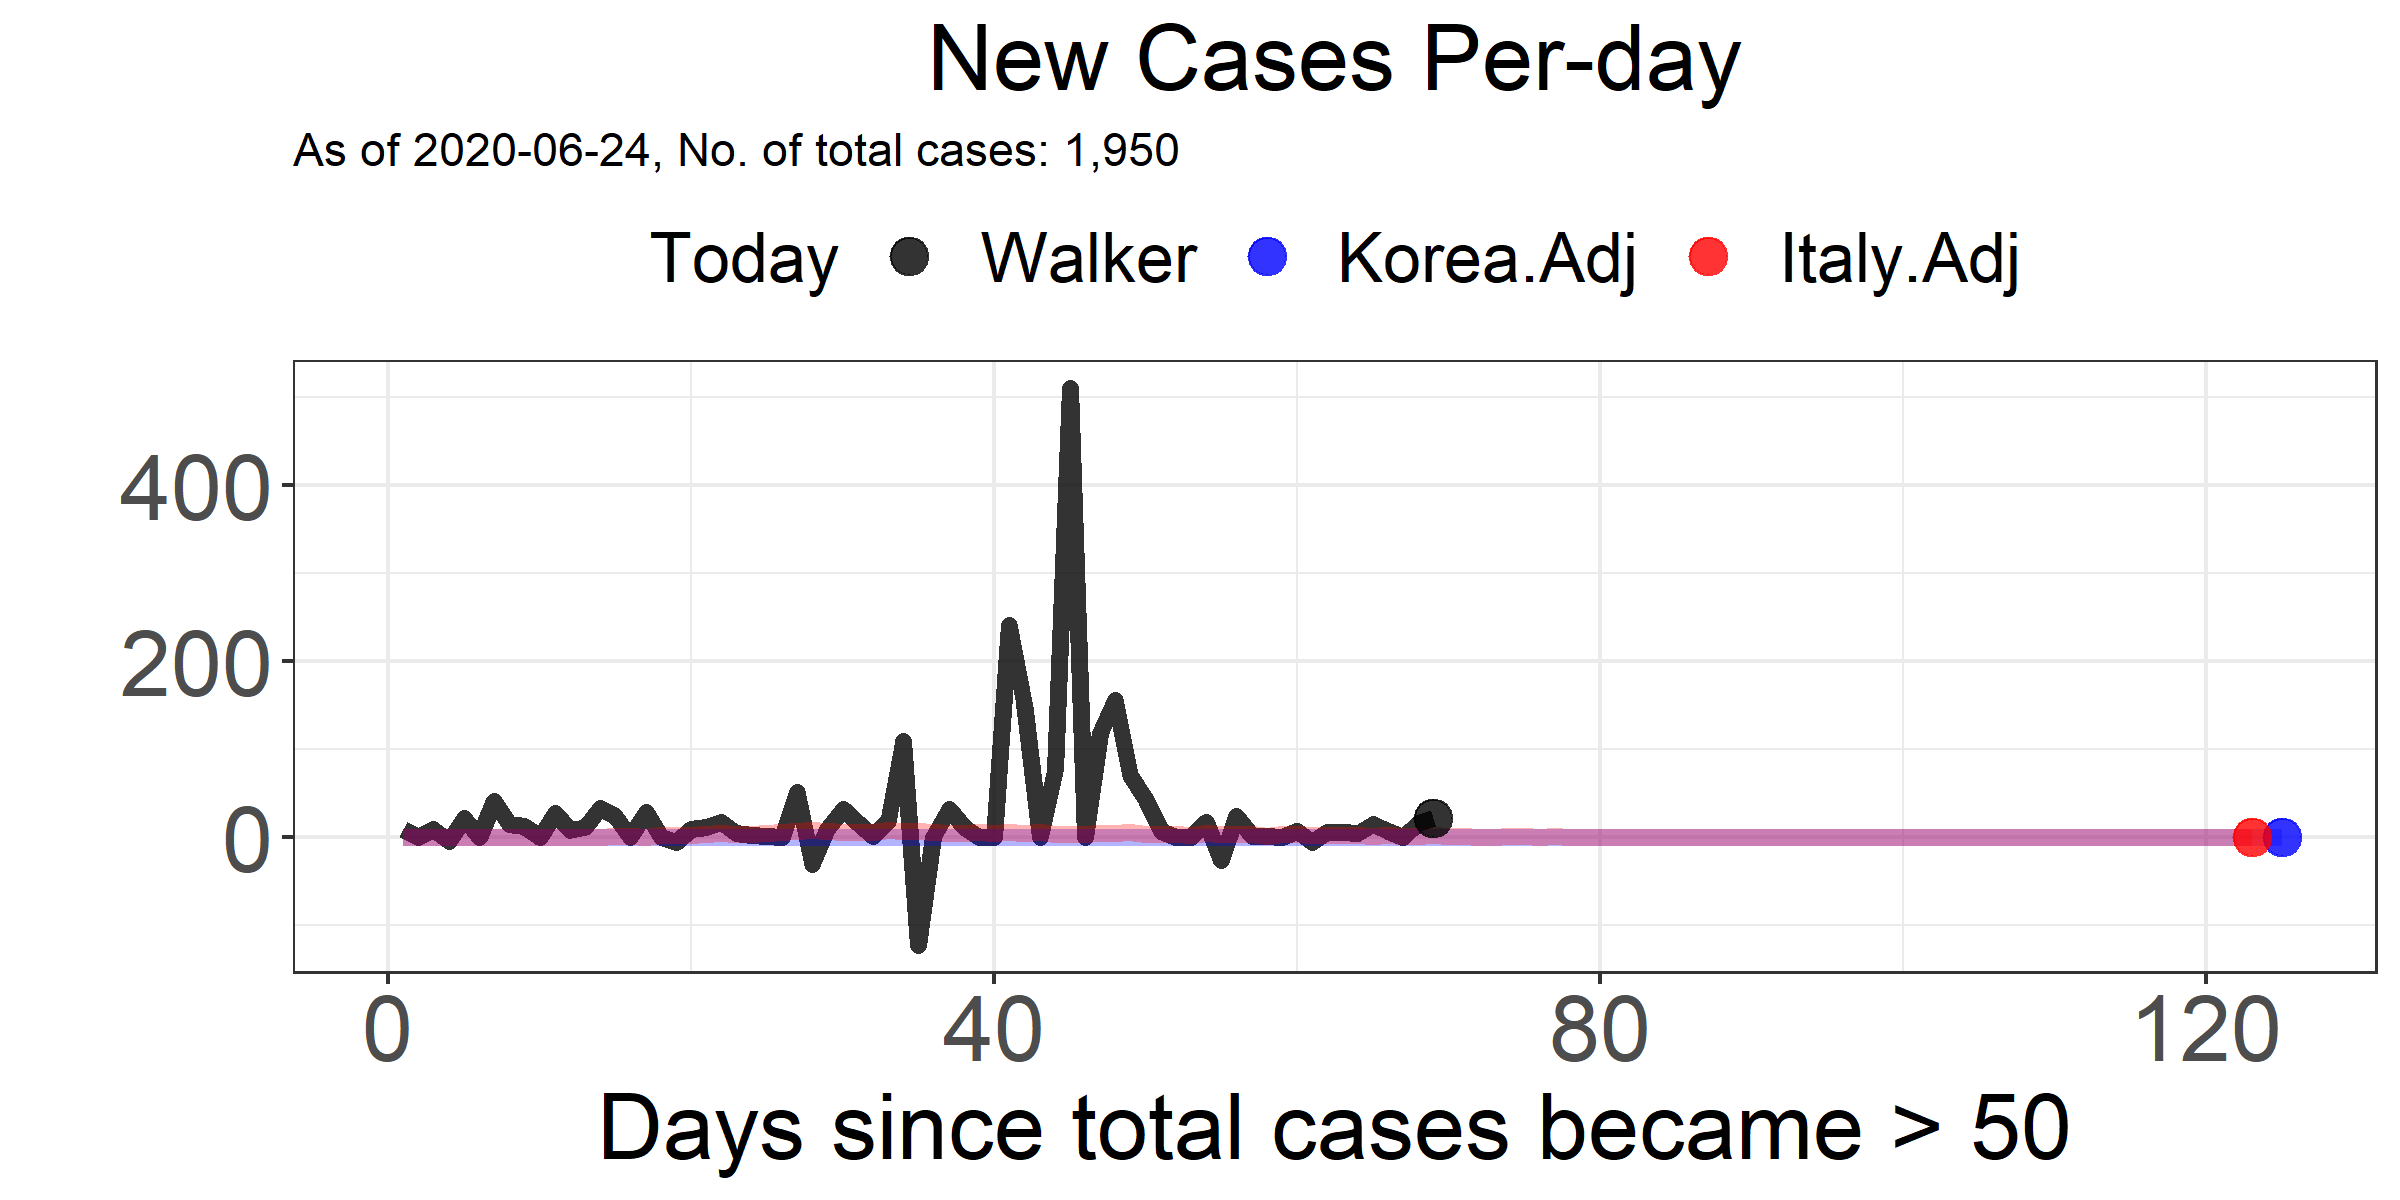 New Cases Per-day
As of 2020-06-24, No. of total cases: 1,950
Today Walker Korea.Adj Italy.Adj
400
200
0
0 40 80 120
Days since total cases became > 50